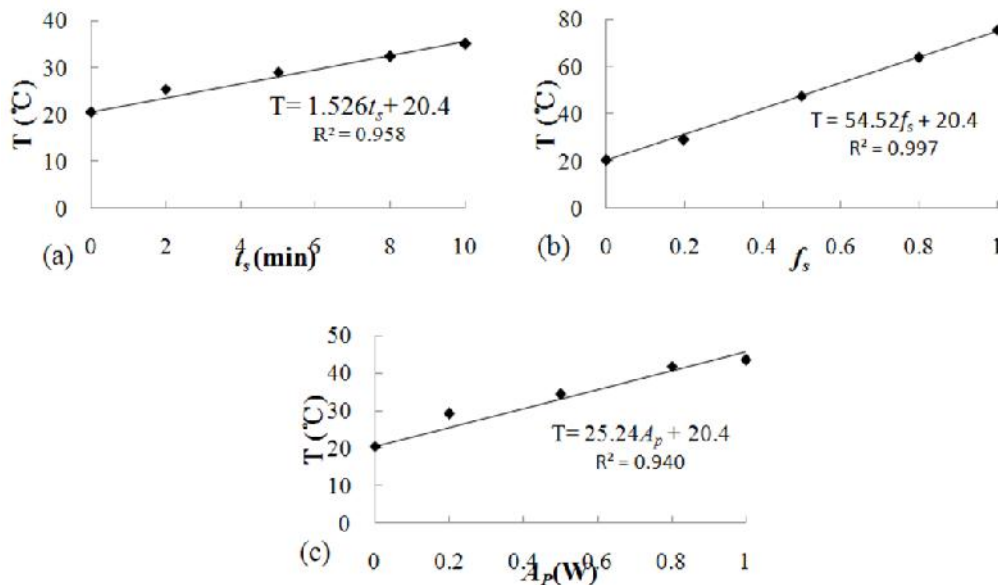 T (℃)
40
30
20
10
0
T= 1.526ts+ 20.4
R² = 0.958
0 2 4 6 8 10
(a)
ts(min)
T (℃)
80
60
40
20
0
T = 54.52fs + 20.4
R² = 0.997
0 0.2 0.4 0.6 0.8 1
(b)
fs
T (℃)
50
40
30
20
10
0
T= 25.24Ap + 20.4
R² = 0.940
0 0.2 0.4 0.6 0.8 1
(c)
AP(W)